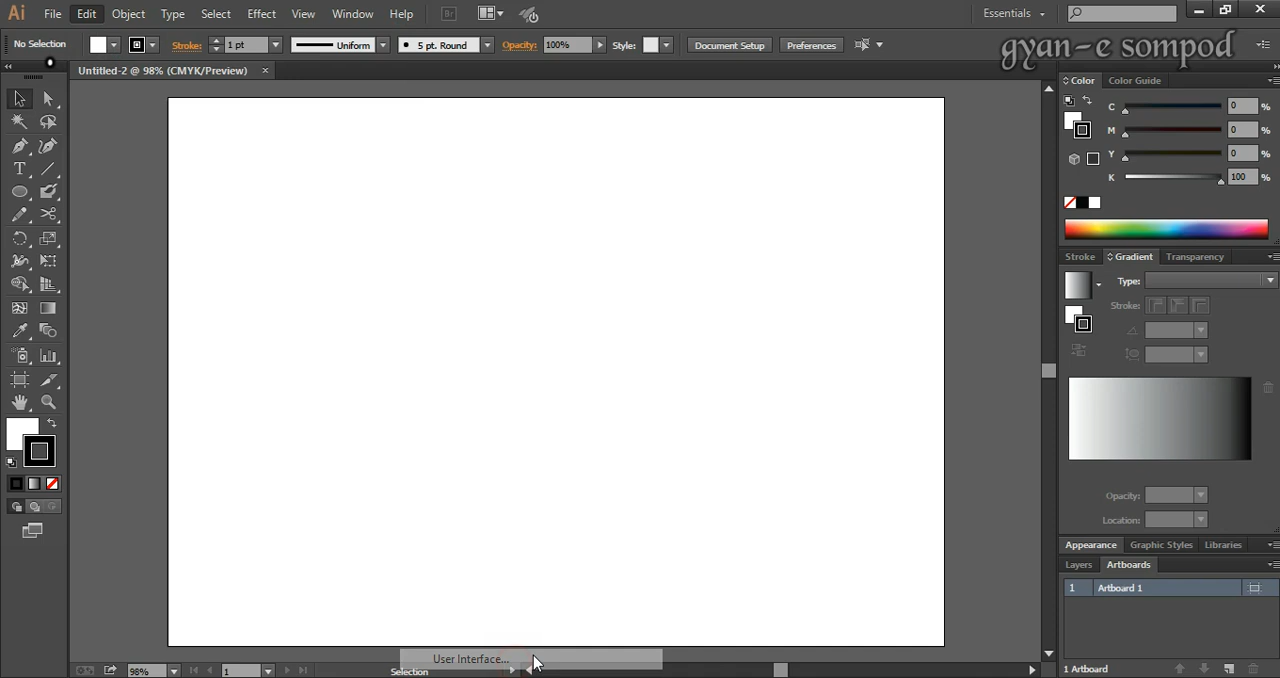 Ai File Edit Object Type Select Effect View Window Help Br Essentials
No Selection Stroke: 1 pt Uniform 5 pt. Round Opacity: 100% Style: Document Setup Preferences
gyan-e sompod
Untitled-2 @ 98% (CMYK/Preview) ×
Color Color Guide
C 0 %
M 0 %
Y 0 %
K 100 %
Stroke Gradient Transparency
Type:
Stroke:
Opacity:
Location:
Appearance Graphic Styles Libraries
Layers Artboards
1 Artboard 1
1 Artboard
User Interface...
98% 1 Selection